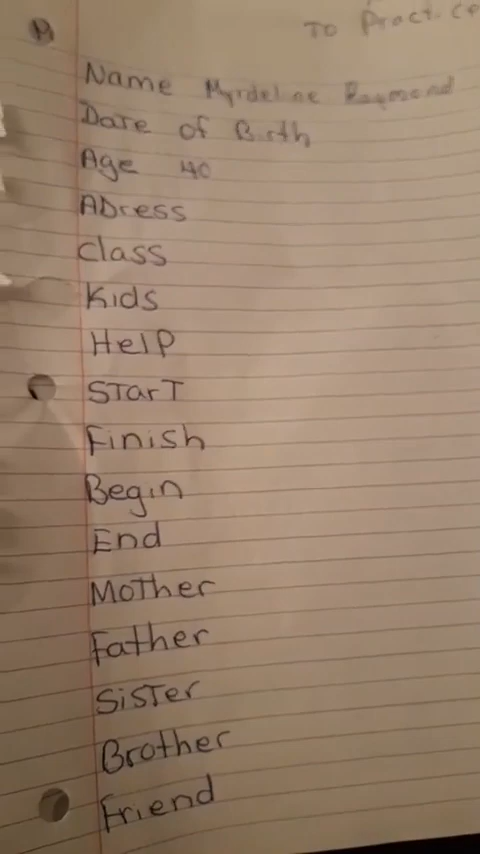 To Practice
Name Myrdeline Raymond
Date of Birth
Age 40
ADress
Class
Kids
Help
Start
Finish
Begin
End
Mother
Father
Sister
Brother
Friend